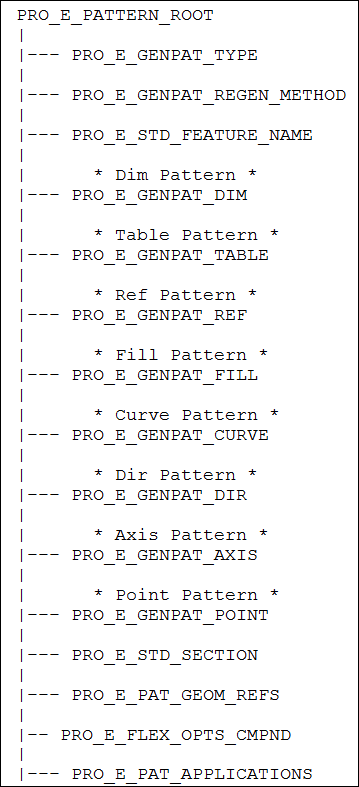 PRO_E_PATTERN_ROOT
|
|--- PRO_E_GENPAT_TYPE
|
|--- PRO_E_GENPAT_REGEN_METHOD
|
|--- PRO_E_STD_FEATURE_NAME
|
|      * Dim Pattern *
|--- PRO_E_GENPAT_DIM
|
|      * Table Pattern *
|--- PRO_E_GENPAT_TABLE
|
|      * Ref Pattern *
|--- PRO_E_GENPAT_REF
|
|      * Fill Pattern *
|--- PRO_E_GENPAT_FILL
|
|      * Curve Pattern *
|--- PRO_E_GENPAT_CURVE
|
|      * Dir Pattern *
|--- PRO_E_GENPAT_DIR
|
|      * Axis Pattern *
|--- PRO_E_GENPAT_AXIS
|
|      * Point Pattern *
|--- PRO_E_GENPAT_POINT
|
|--- PRO_E_STD_SECTION
|
|--- PRO_E_PAT_GEOM_REFS
|
|-- PRO_E_FLEX_OPTS_CMPND
|
|--- PRO_E_PAT_APPLICATIONS